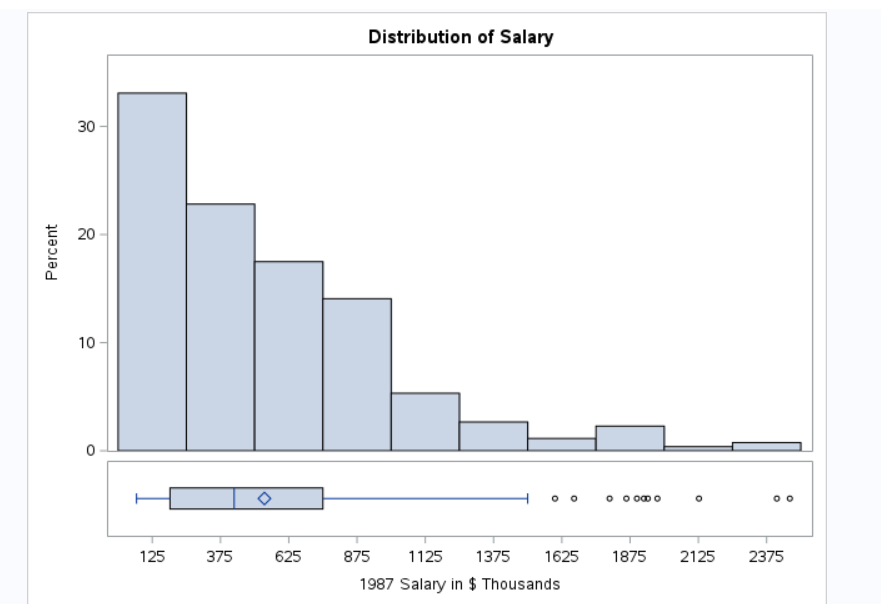 Distribution of Salary
30
20
10
0
Percent
125 375 625 875 1125 1375 1625 1875 2125 2375
1987 Salary in $ Thousands